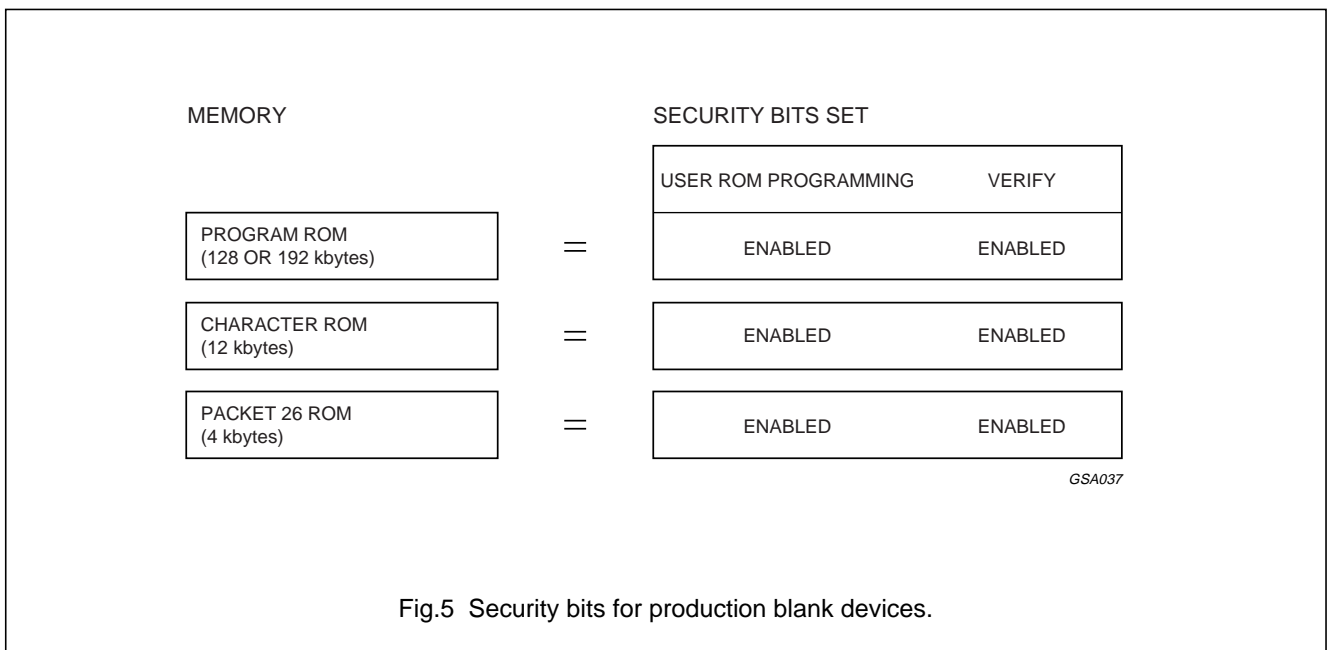 MEMORY SECURITY BITS SET
USER ROM PROGRAMMING VERIFY
PROGRAM ROM
(128 OR 192 kbytes)
= ENABLED ENABLED
CHARACTER ROM
(12 kbytes)
= ENABLED ENABLED
PACKET 26 ROM
(4 kbytes)
= ENABLED ENABLED
GSA037
Fig.5 Security bits for production blank devices.